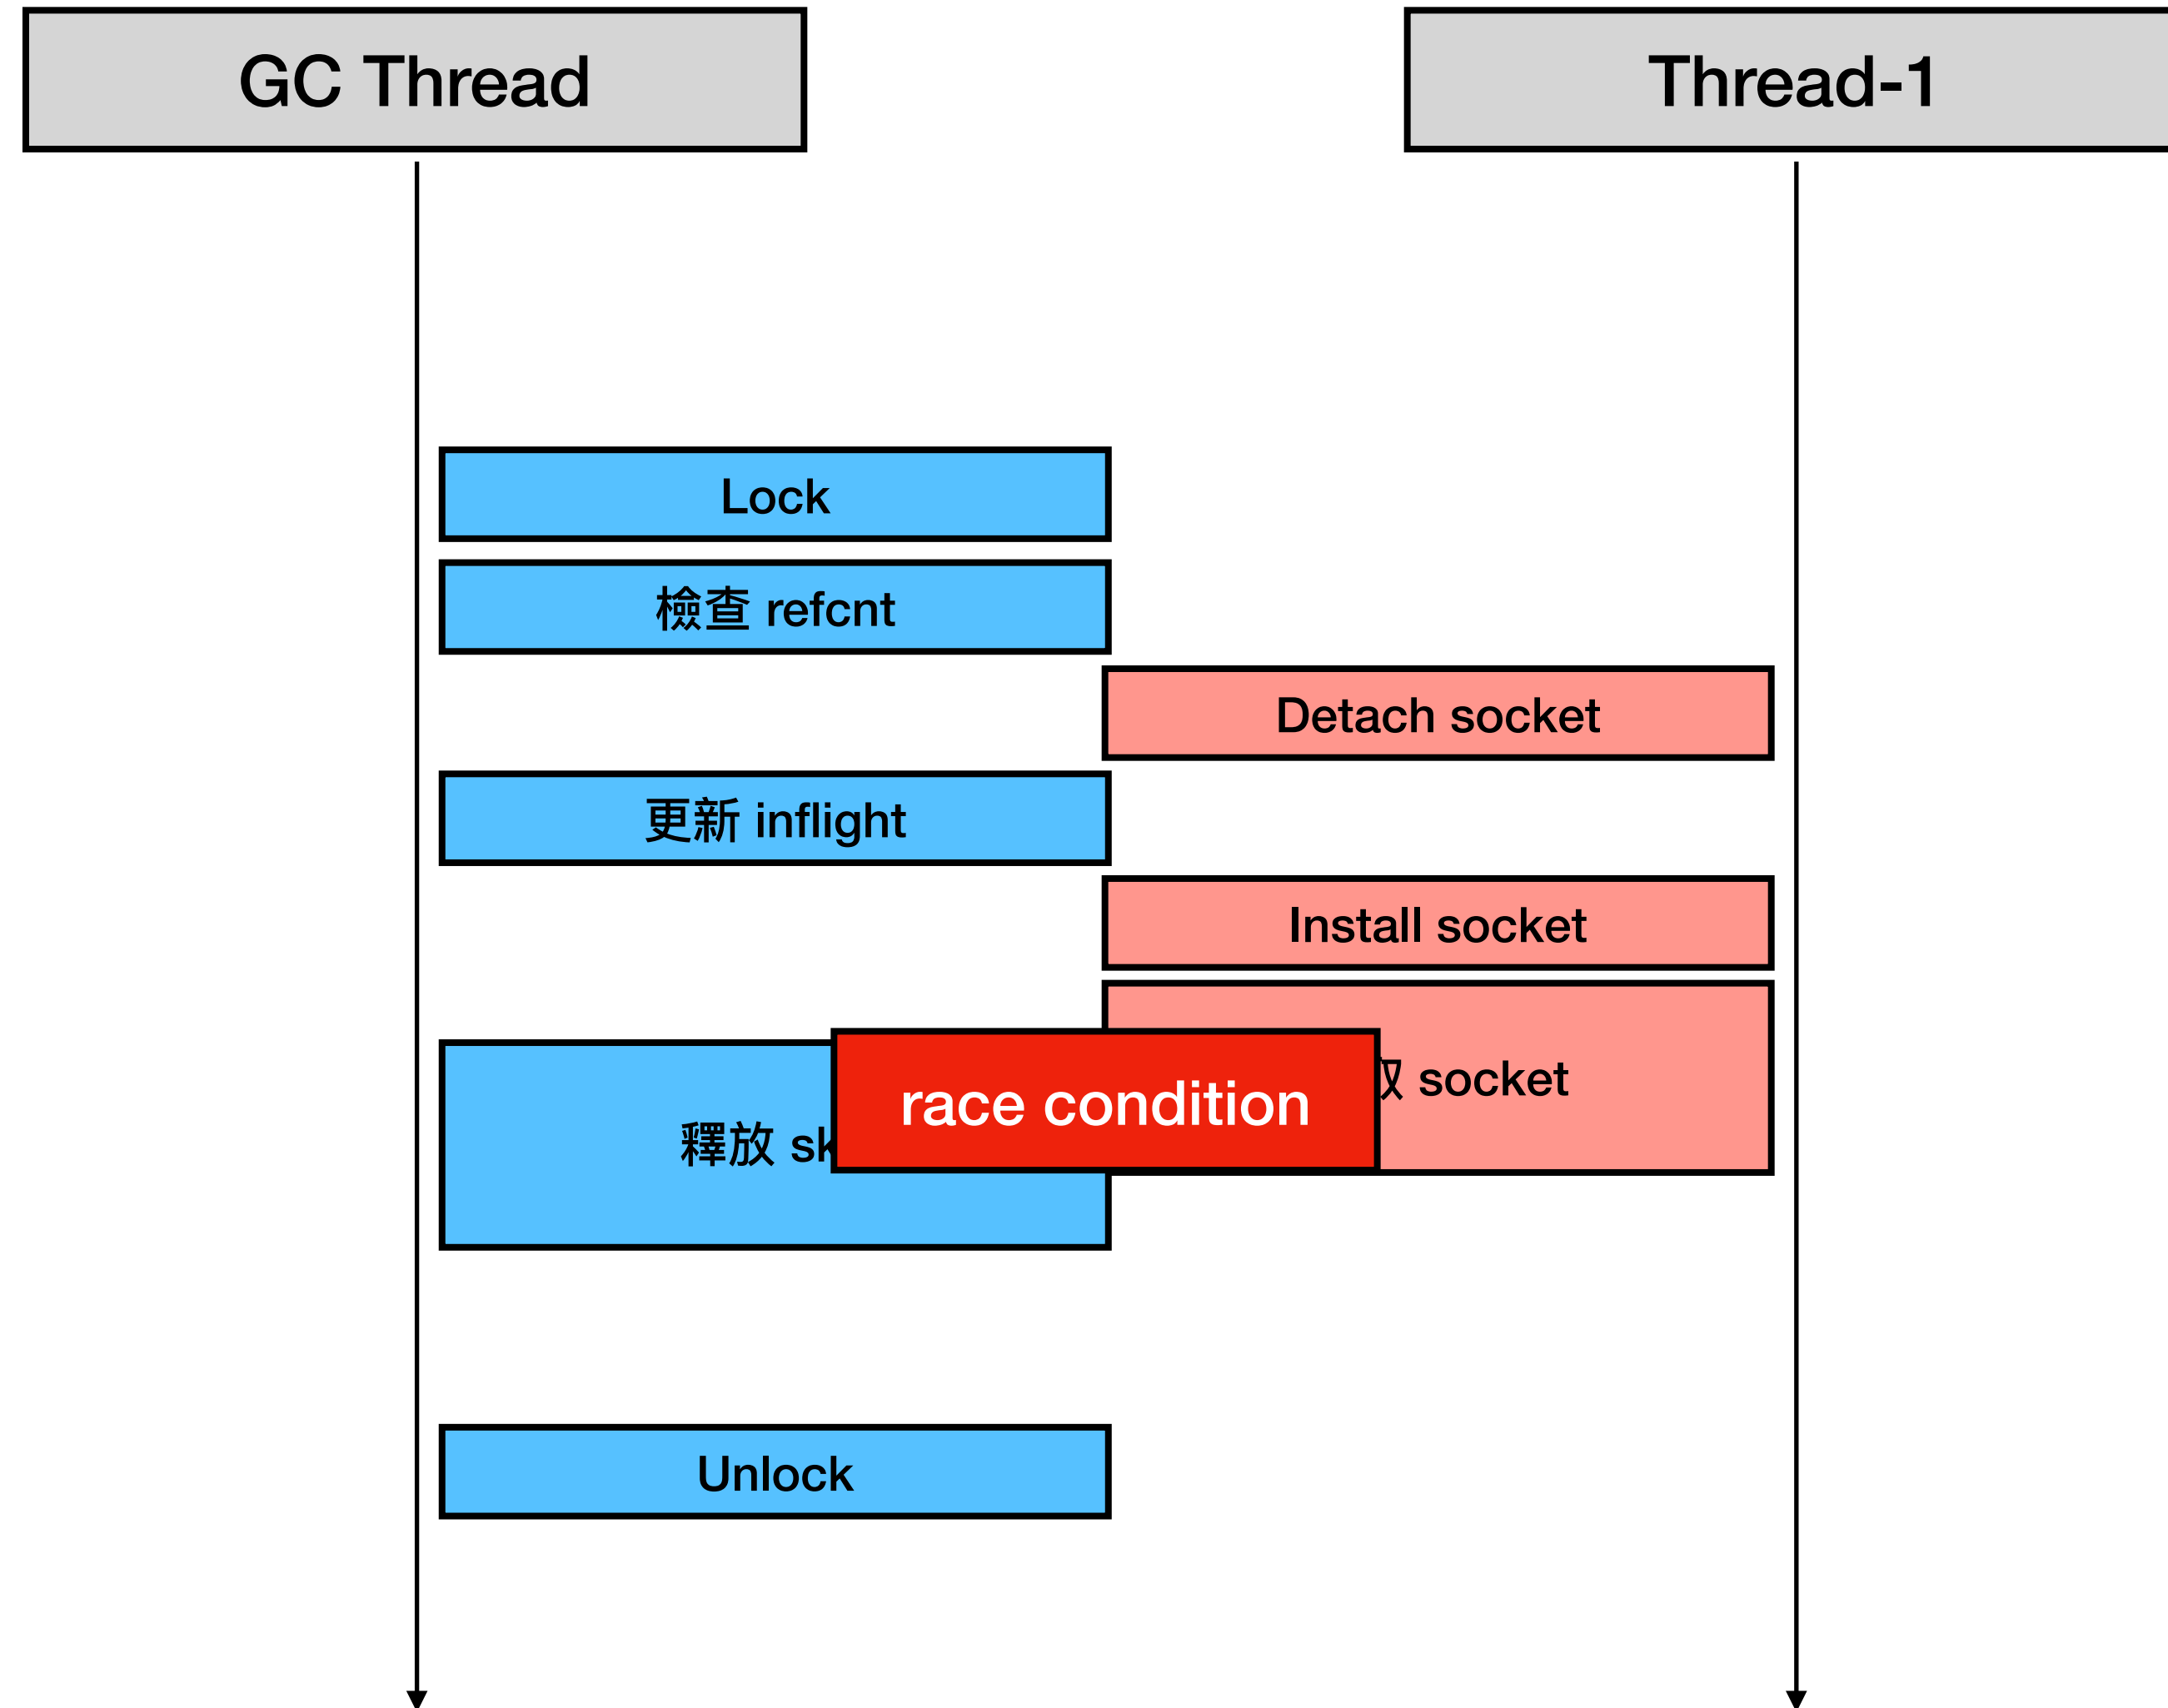 GC Thread
Thread-1
Lock
檢查 refcnt
Detach socket
更新 inflight
Install socket
socket
race condition
釋放
Unlock